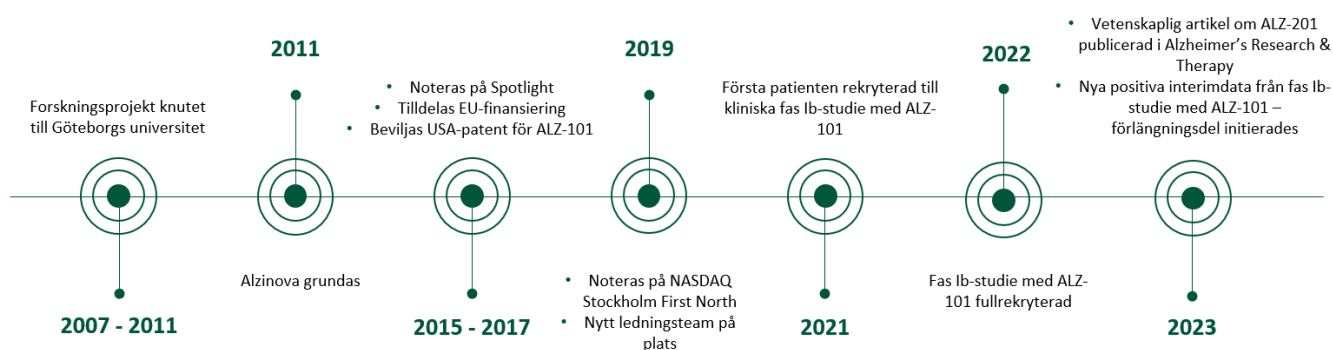 Forskningsprojekt knutet
till Göteborgs universitet
2007 - 2011
2011
Alzinova grundas
• Noteras på Spotlight
• Tilldelas EU-finansiering
• Beviljas USA-patent för ALZ-101
2015 - 2017
2019
• Noteras på NASDAQ
Stockholm First North
• Nytt ledningsteam på
plats
Första patienten rekryterad till
kliniska fas Ib-studie med ALZ-
101
2021
2022
Fas Ib-studie med ALZ-
101 fullrekryterad
• Vetenskaplig artikel om ALZ-201
publicerad i Alzheimer’s Research &
Therapy
• Nya positiva interimdata från fas Ib-
studie med ALZ-101 –
förlängningsdel initierades
2023